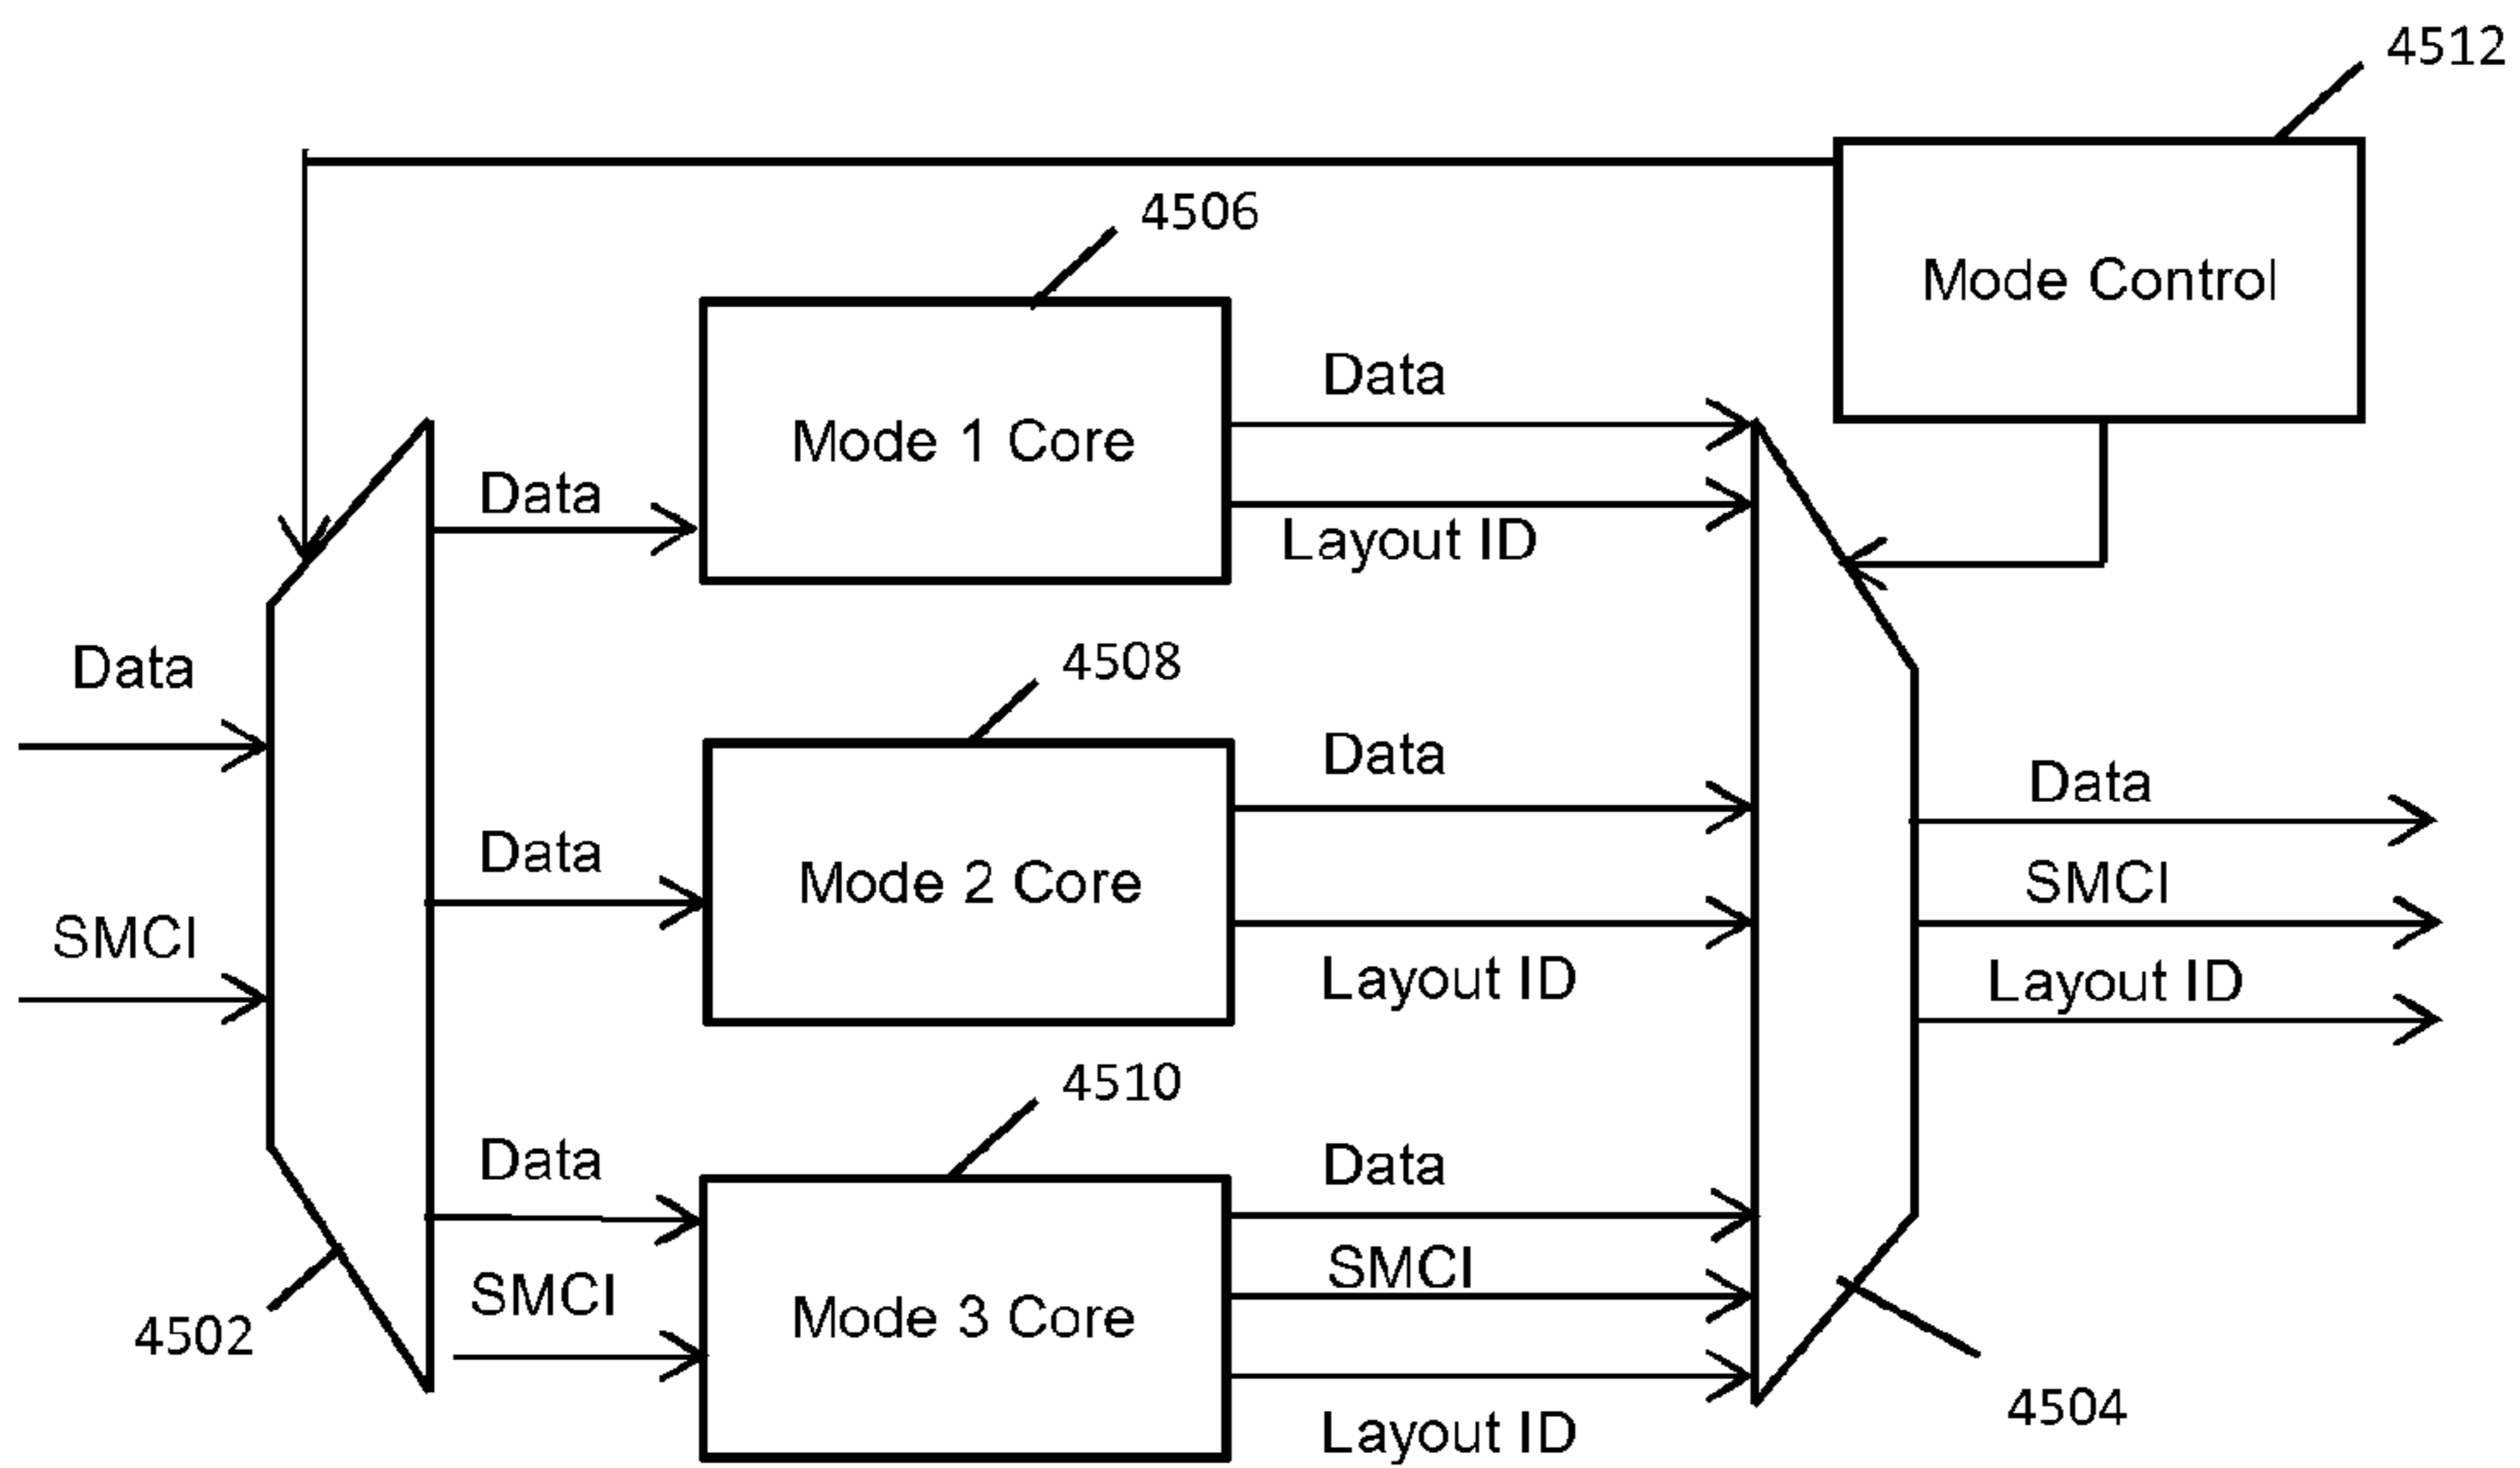 4512
4506
Mode Control
Data
Mode 1 Core
Data
Layout ID
4508
Data
Data
Data
Data
Mode 2 Core
SMCI
SMCI
Layout ID
Layout ID
4510
Data
Data
SMCI
SMCI
Mode 3 Core
4502
4504
Layout ID